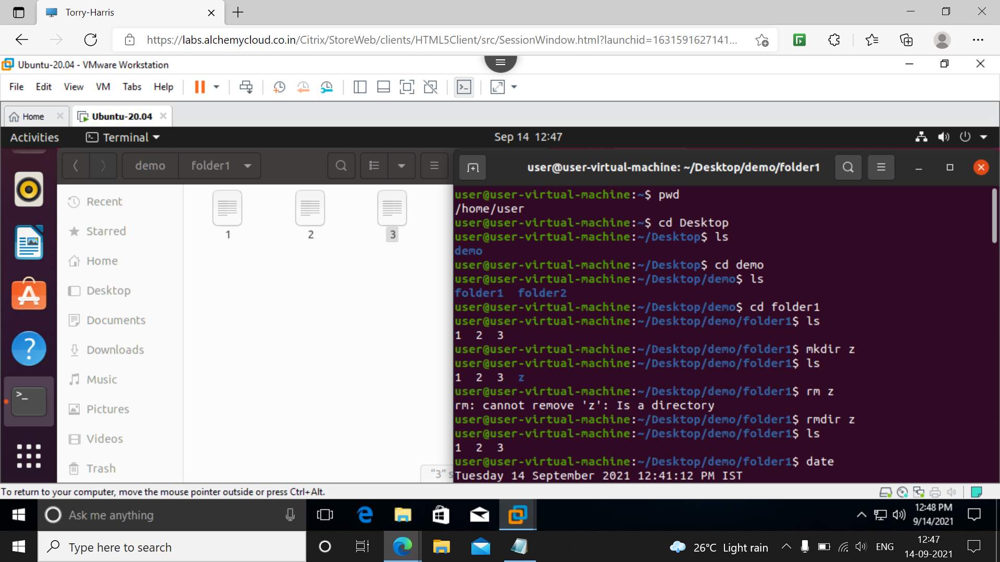 Torry-Harris
https://labs.alchemycloud.co.in/Citrix/StoreWeb/clients/HTML5Client/src/SessionWindow.html?launchid=1631591627141...
Ubuntu-20.04 - VMware Workstation
File Edit View VM Tabs Help
Home
Ubuntu-20.04
Activities Terminal Sep 14 12:47
demo folder1
Recent
Starred
Home
Desktop
Documents
Downloads
Music
Pictures
Videos
Trash
1 2 3
"3" s
user@user-virtual-machine: ~/Desktop/demo/folder1
user@user-virtual-machine:~$ pwd
/home/user
user@user-virtual-machine:~$ cd Desktop
user@user-virtual-machine:~/Desktop$ ls
demo
user@user-virtual-machine:~/Desktop$ cd demo
user@user-virtual-machine:~/Desktop/demo$ ls
folder1 folder2
user@user-virtual-machine:~/Desktop/demo$ cd folder1
user@user-virtual-machine:~/Desktop/demo/folder1$ ls
1 2 3
user@user-virtual-machine:~/Desktop/demo/folder1$ mkdir z
user@user-virtual-machine:~/Desktop/demo/folder1$ ls
1 2 3 z
user@user-virtual-machine:~/Desktop/demo/folder1$ rm z
rm: cannot remove 'z': Is a directory
user@user-virtual-machine:~/Desktop/demo/folder1$ rmdir z
user@user-virtual-machine:~/Desktop/demo/folder1$ ls
1 2 3
user@user-virtual-machine:~/Desktop/demo/folder1$ date
Tuesday 14 September 2021 12:41:12 PM IST
To return to your computer, move the mouse pointer outside or press Ctrl+Alt.
Ask me anything
12:48 PM
9/14/2021
Type here to search
26°C Light rain
ENG
12:47
14-09-2021